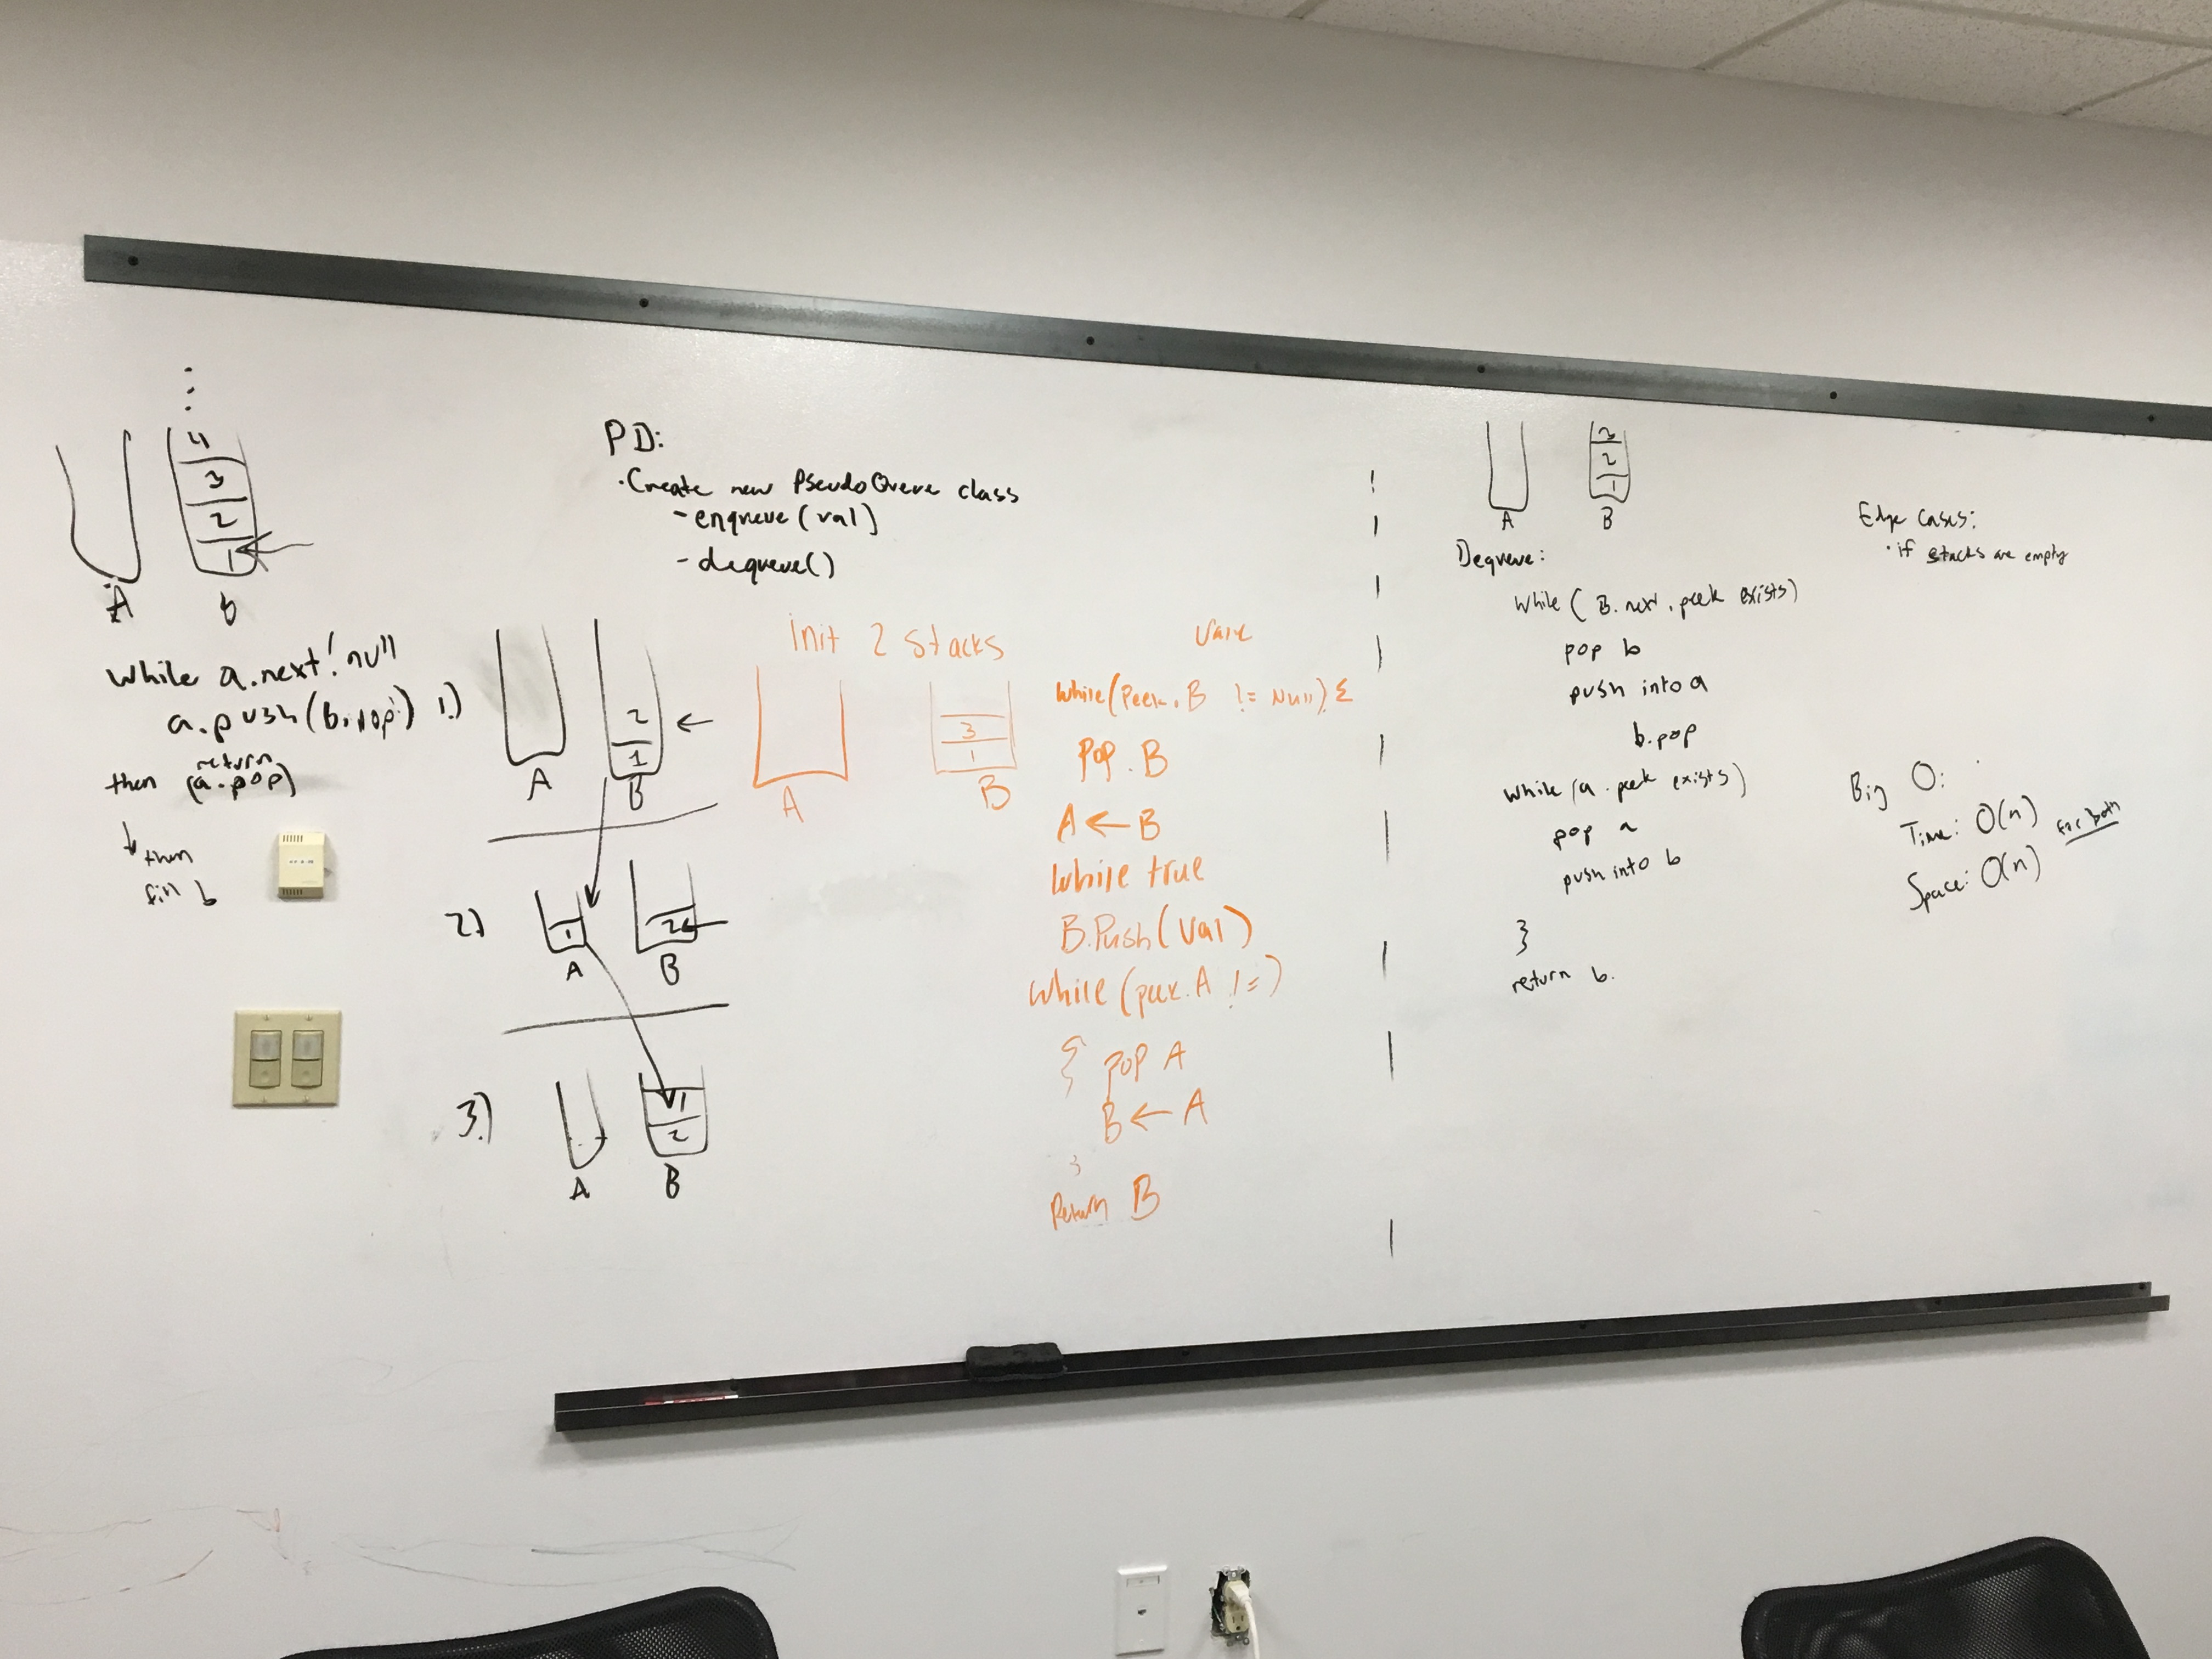 4
3
2
1
A
b
while a.next! null
a.push(b.pop)
return
then (a.pop)
↓ then
fill b
PD:
· Create new PseudoQueue class
- enqueue (val)
- dequeue()
1.)
2
1
A
B
2.)
1
2
A
B
3.)
1
2
A
B
init 2 stacks
3
1
A
B
while(Peek.B != Null) {
Pop.B
A ← B
while true
B.Push(Val)
while (peek.A !=)
{ pop A
B ← A
}
Return B
3
2
1
A
B
Dequeue:
while ( B.next.peek exists)
pop b
push into a
b.pop
while (a.peek exists)
pop a
push into b
}
return b.
Edge Cases:
· if stacks are empty
Big O:
Time: O(n) for both
Space: O(n)